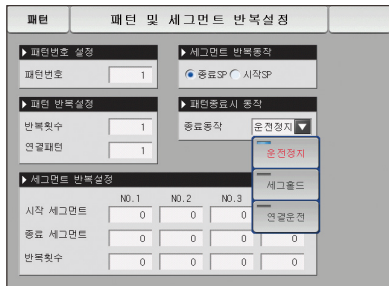 패턴
패턴 및 세그먼트 반복설정
▶ 패턴번호 설정
패턴번호 1
▶ 세그먼트 반복동작
종료SP 시작SP
▶ 패턴 반복설정
반복횟수 1
연결패턴 1
▶ 패턴종료시 동작
종료동작 운전정지
운전정지
세그홀드
연결운전
▶ 세그먼트 반복설정
NO.1 NO.2 NO.3
시작 세그먼트 0 0 0 0
종료 세그먼트 0 0 0 0
반복횟수 0 0 0 0